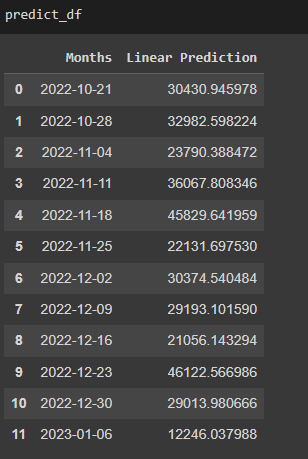 predict_df
Months Linear Prediction
0 2022-10-21 30430.945978
1 2022-10-28 32982.598224
2 2022-11-04 23790.388472
3 2022-11-11 36067.808346
4 2022-11-18 45829.641959
5 2022-11-25 22131.697530
6 2022-12-02 30374.540484
7 2022-12-09 29193.101590
8 2022-12-16 21056.143294
9 2022-12-23 46122.566986
10 2022-12-30 29013.980666
11 2023-01-06 12246.037988